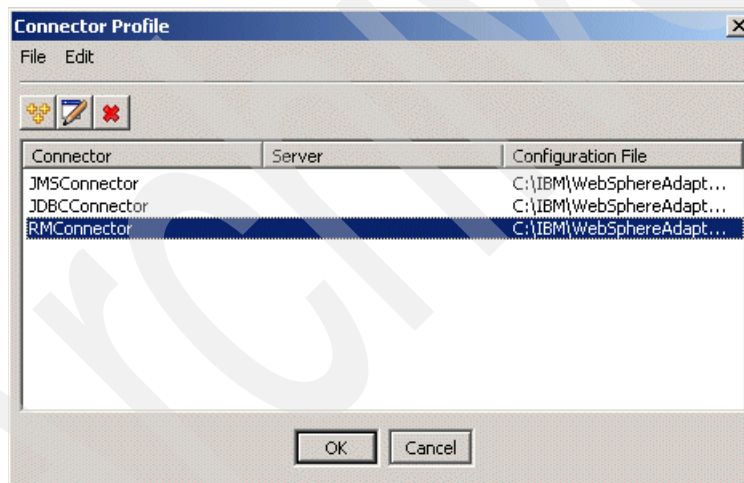 Connector Profile
File Edit
Connector Server Configuration File
JMSConnector C:\IBM\WebSphereAdapt...
JDBCConnector C:\IBM\WebSphereAdapt...
RMConnector C:\IBM\WebSphereAdapt...
OK Cancel